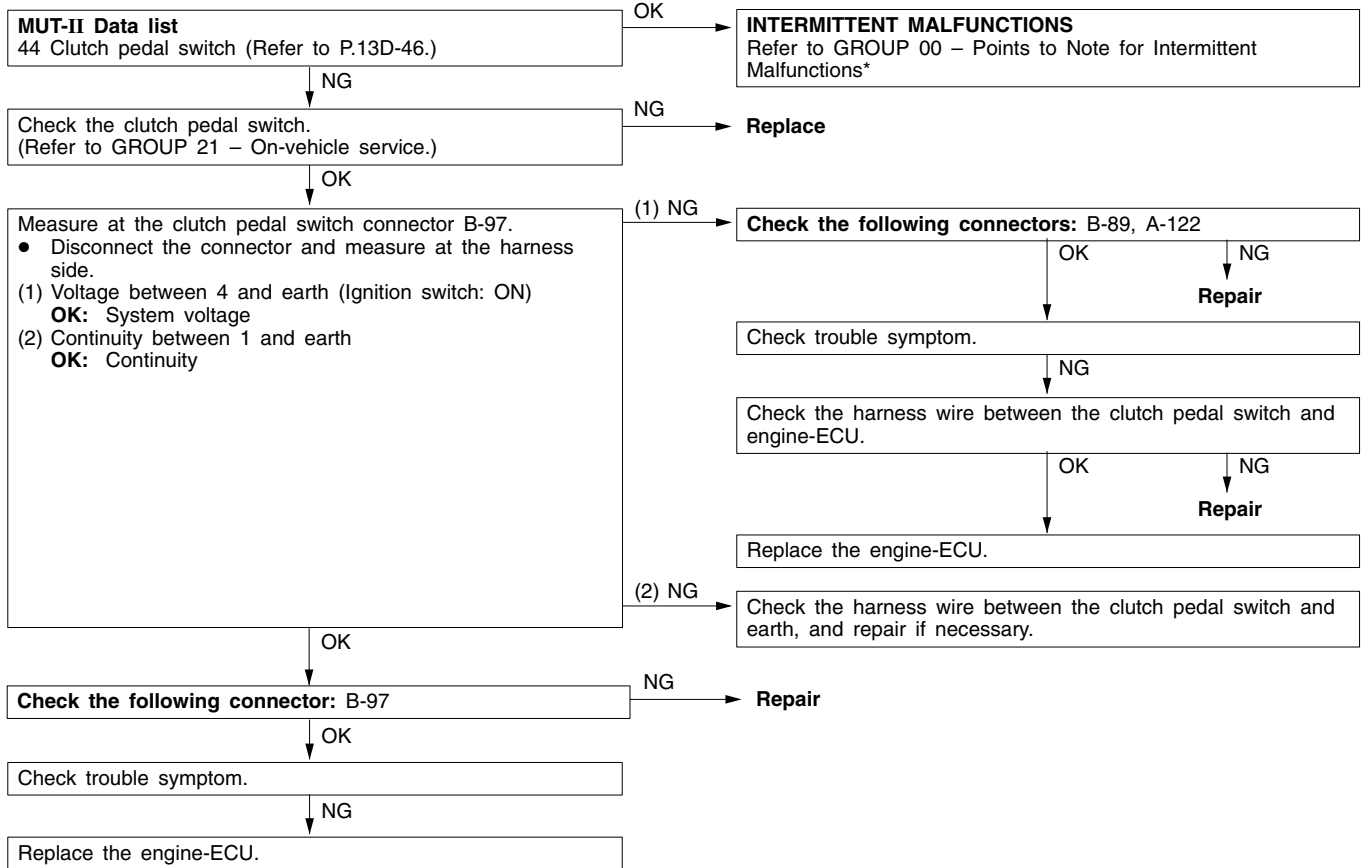 MUT-II Data list
44 Clutch pedal switch (Refer to P.13D-46.)
OK
INTERMITTENT MALFUNCTIONS
Refer to GROUP 00 – Points to Note for Intermittent
Malfunctions*
NG
Check the clutch pedal switch.
(Refer to GROUP 21 – On-vehicle service.)
NG
Replace
OK
Measure at the clutch pedal switch connector B-97.
● Disconnect the connector and measure at the harness
side.
(1) Voltage between 4 and earth (Ignition switch: ON)
OK: System voltage
(2) Continuity between 1 and earth
OK: Continuity
(1) NG
Check the following connectors: B-89, A-122
OK
NG
Repair
Check trouble symptom.
NG
Check the harness wire between the clutch pedal switch and
engine-ECU.
OK
NG
Repair
Replace the engine-ECU.
(2) NG
Check the harness wire between the clutch pedal switch and
earth, and repair if necessary.
OK
Check the following connector: B-97
NG
Repair
OK
Check trouble symptom.
NG
Replace the engine-ECU.